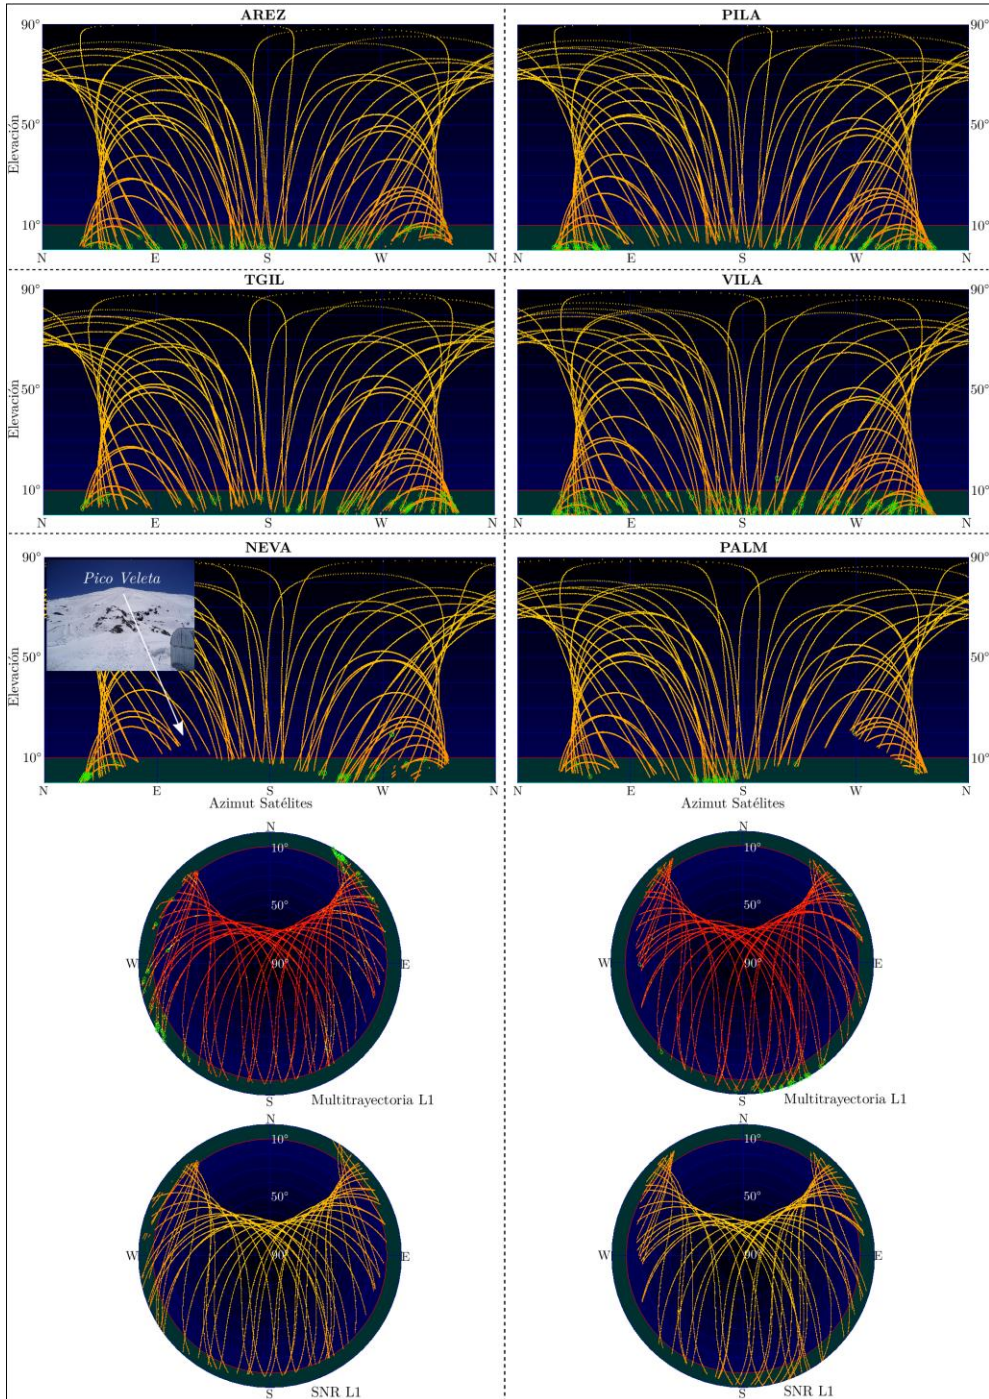 AREZ
PILA
90°
50°
10°
Elevación
90°
50°
10°
N E S W N
N E S W N
TGIL
VILA
90°
50°
10°
Elevación
90°
50°
10°
N E S W N
N E S W N
NEVA
PALM
Pico Veleta
90°
50°
10°
Elevación
90°
50°
10°
N E S W N
N E S W N
Azimut Satélites
Azimut Satélites
N
10°
50°
W 90° E
S
Multitrayectoria L1
N
10°
50°
W 90° E
S
Multitrayectoria L1
N
10°
50°
W 90° E
S
SNR L1
N
10°
50°
W 90° E
S
SNR L1